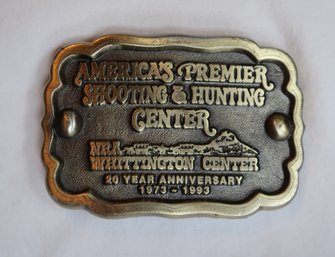 AMERICA'S PREMIER
SHOOTING & HUNTING
CENTER
NRA
WHITTINGTON CENTER
20 YEAR ANNIVERSARY
1973 ~ 1993